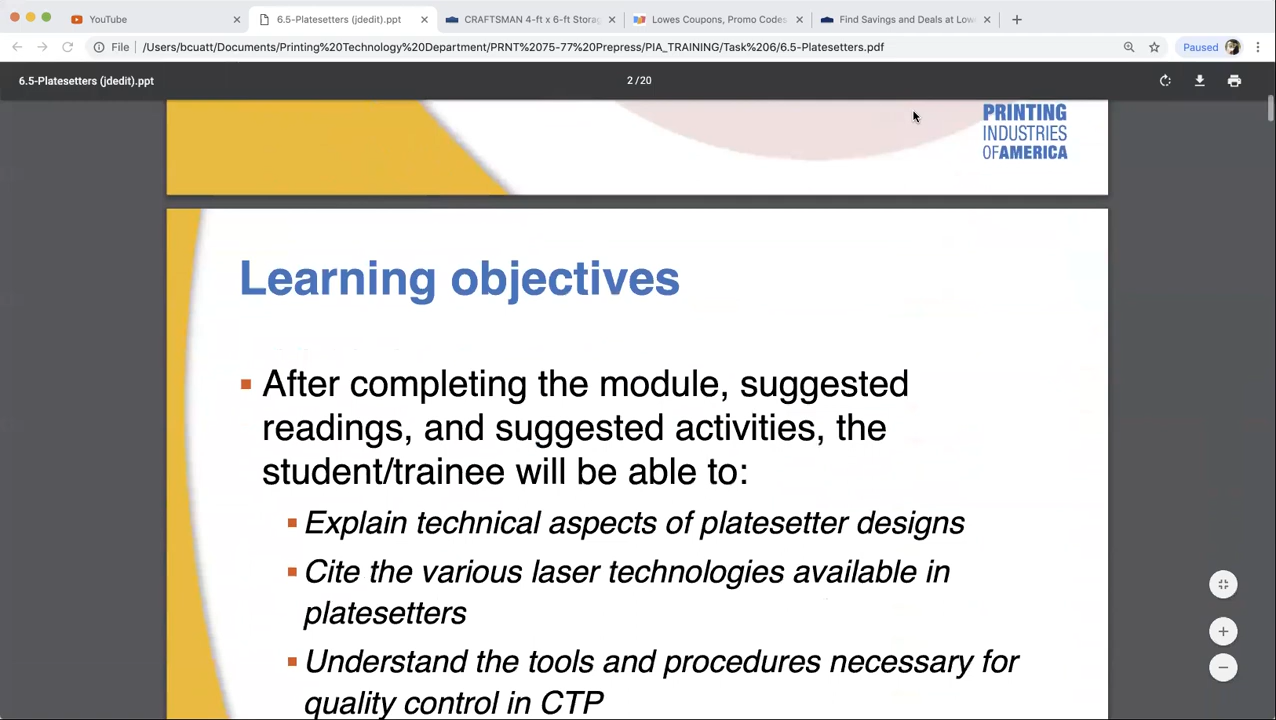 YouTube
6.5-Platesetters (jdedit).ppt
CRAFTSMAN 4-ft x 6-ft Storag
Lowes Coupons, Promo Codes
Find Savings and Deals at Low
File
/Users/bcuatt/Documents/Printing%20Technology%20Department/PRNT%2075-77%20Prepress/PIA_TRAINING/Task%206/6.5-Platesetters.pdf
Paused
6.5-Platesetters (jdedit).ppt
2 / 20
PRINTING
INDUSTRIES
OFAMERICA
Learning objectives
After completing the module, suggested
readings, and suggested activities, the
student/trainee will be able to:
Explain technical aspects of platesetter designs
Cite the various laser technologies available in
platesetters
Understand the tools and procedures necessary for
quality control in CTP